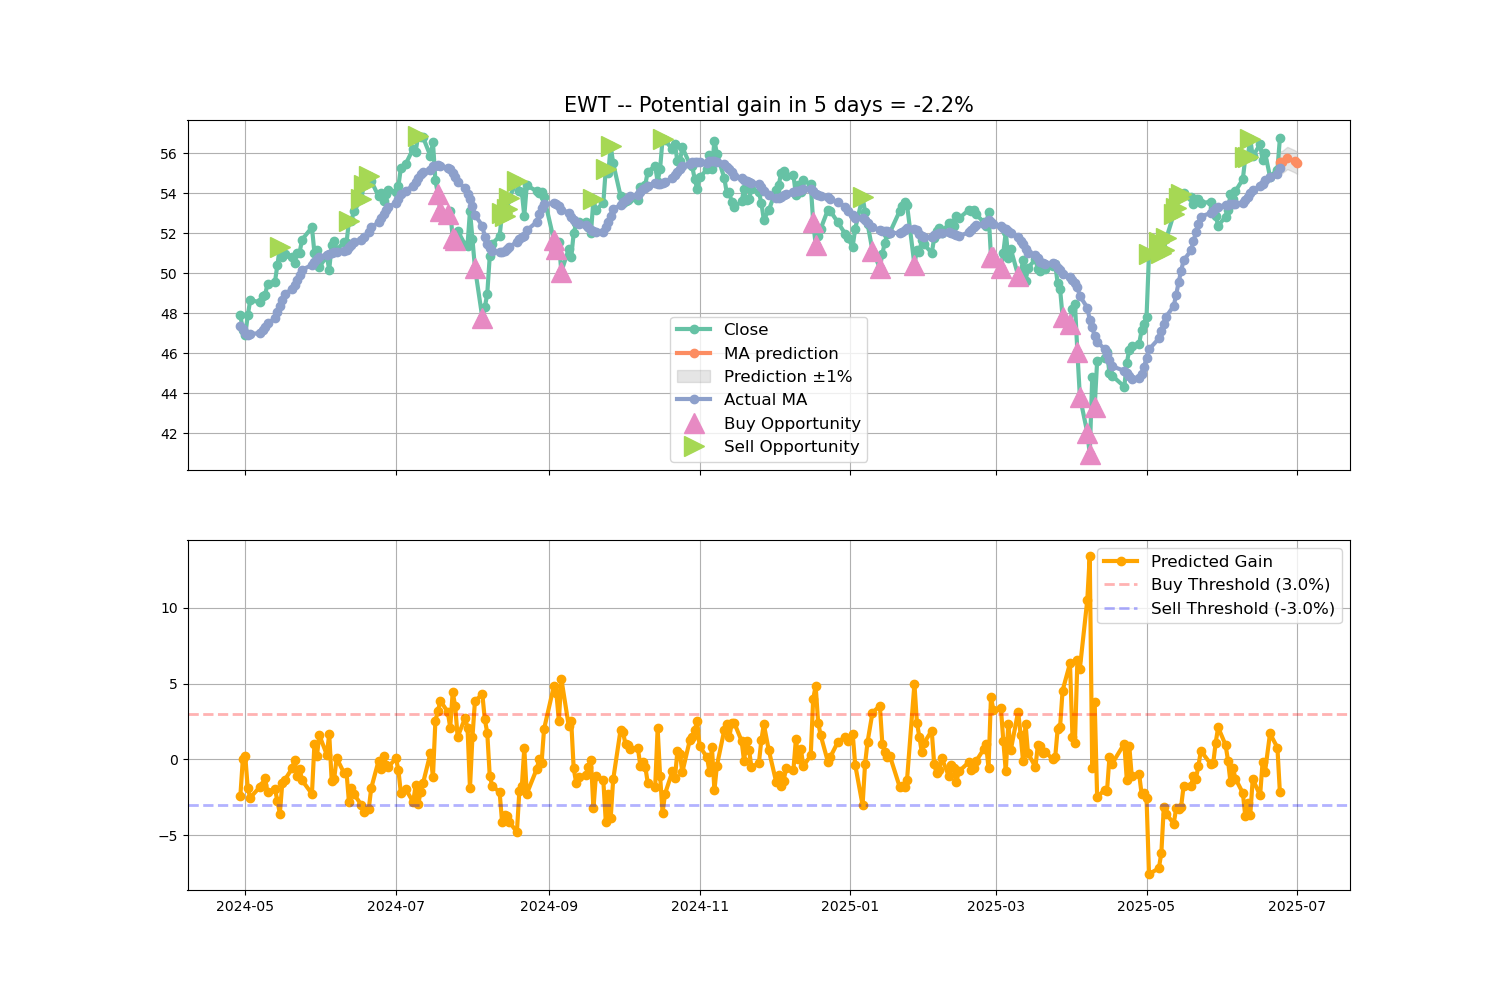 EWT -- Potential gain in 5 days = -2.2%
56
54
52
50
48
46
44
42
Close
MA prediction
Prediction ±1%
Actual MA
Buy Opportunity
Sell Opportunity
10
5
0
−5
Predicted Gain
Buy Threshold (3.0%)
Sell Threshold (-3.0%)
2024-05
2024-07
2024-09
2024-11
2025-01
2025-03
2025-05
2025-07